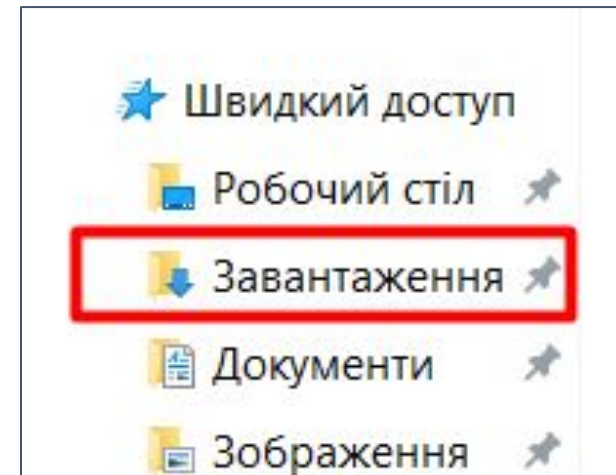 Швидкий доступ
Робочий стіл
Завантаження
Документи
Зображення